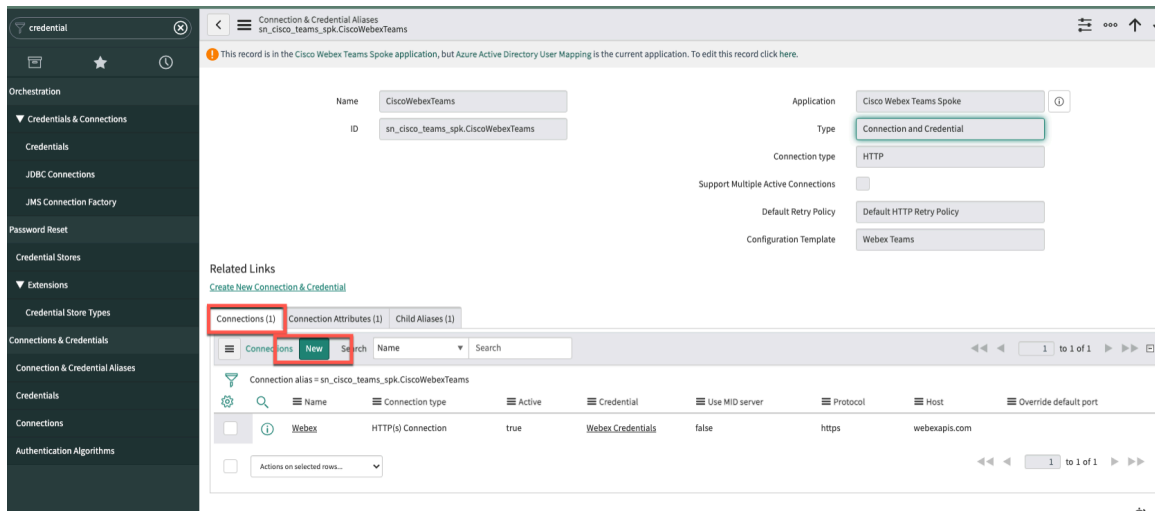 credential
Connection & Credential Aliases
sn_cisco_teams_spk.CiscoWebexTeams
This record is in the Cisco Webex Teams Spoke application, but Azure Active Directory User Mapping is the current application. To edit this record click here.
Orchestration
Credentials & Connections
Credentials
JDBC Connections
JMS Connection Factory
Password Reset
Credential Stores
Extensions
Credential Store Types
Connections & Credentials
Connection & Credential Aliases
Credentials
Connections
Authentication Algorithms
Name CiscoWebexTeams
ID sn_cisco_teams_spk.CiscoWebexTeams
Application Cisco Webex Teams Spoke
Type Connection and Credential
Connection type HTTP
Support Multiple Active Connections
Default Retry Policy Default HTTP Retry Policy
Configuration Template Webex Teams
Related Links
Create New Connection & Credential
Connections (1) Connection Attributes (1) Child Aliases (1)
Connections New Search Name Search 1 to 1 of 1
Connection alias = sn_cisco_teams_spk.CiscoWebexTeams
Name Connection type Active Credential Use MID server Protocol Host Override default port
Webex HTTP(s) Connection true Webex Credentials false https webexapis.com
Actions on selected rows... 1 to 1 of 1